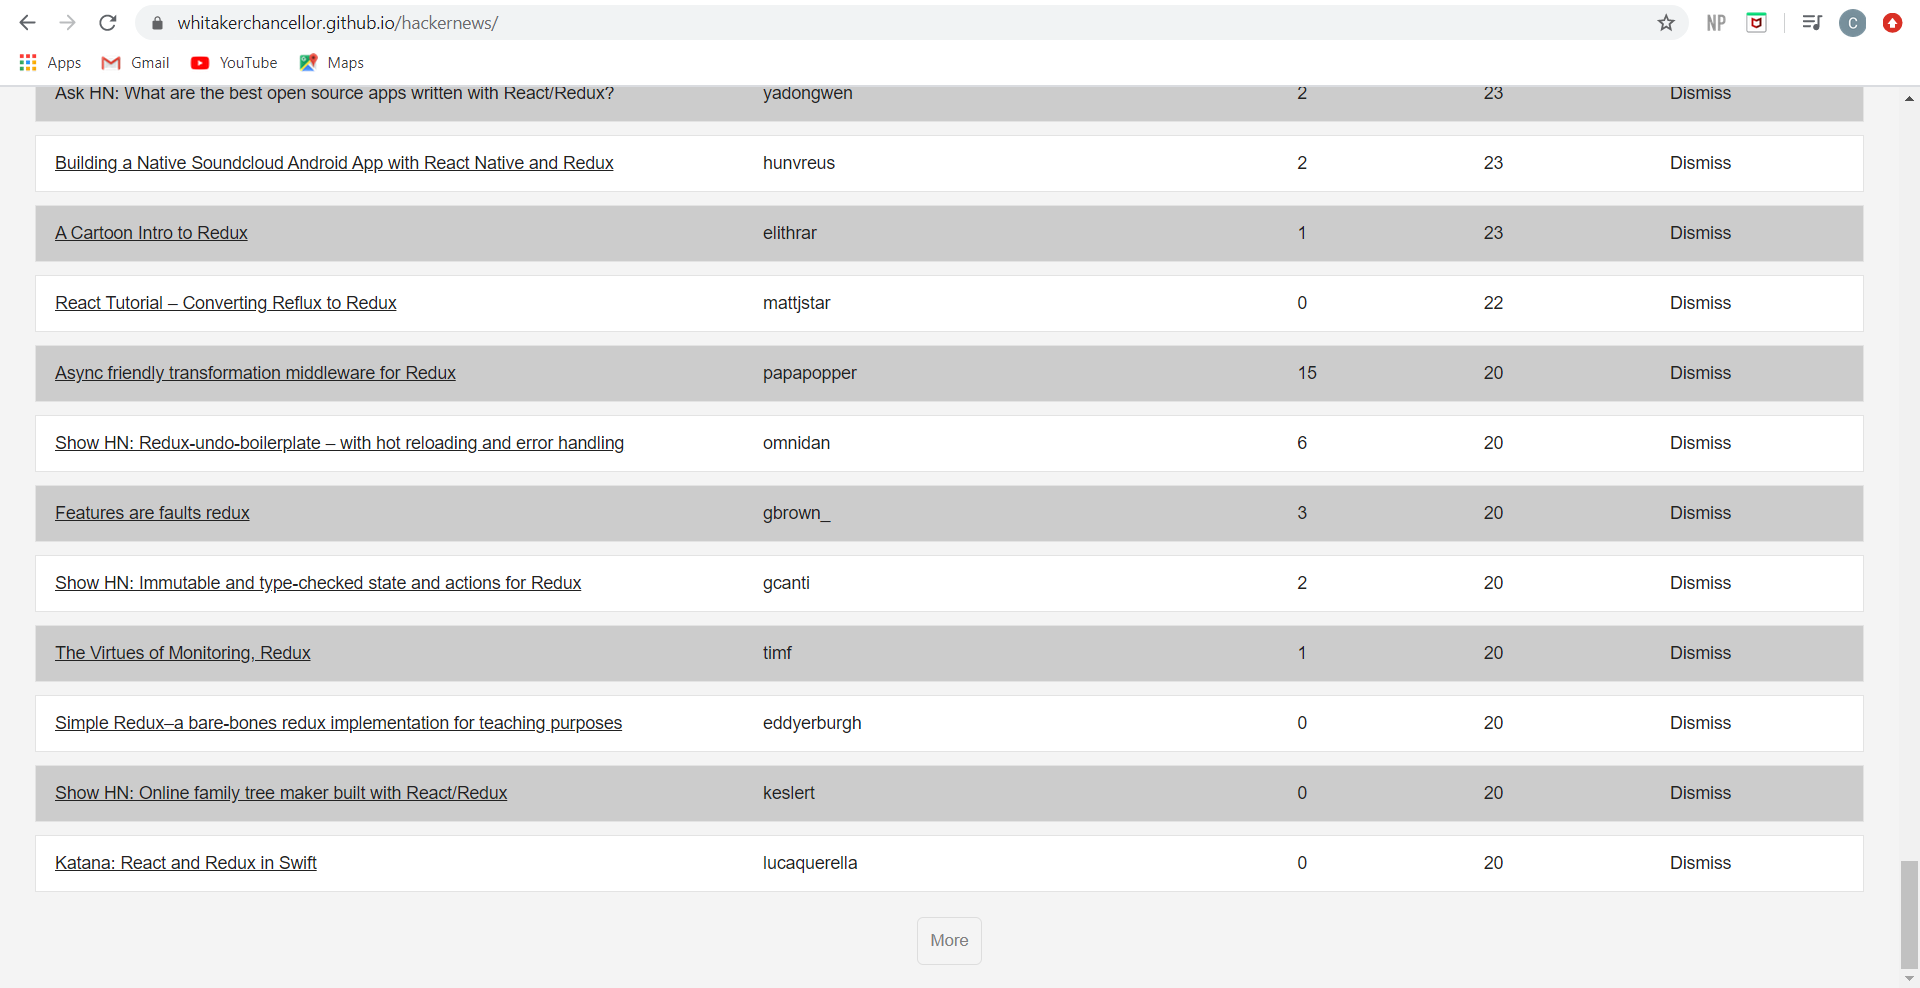 whitakerchancellor.github.io/hackernews/
NP
C
Apps Gmail YouTube Maps
Ask HN: What are the best open source apps written with React/Redux? yadongwen 2 23 Dismiss
Building a Native Soundcloud Android App with React Native and Redux hunvreus 2 23 Dismiss
A Cartoon Intro to Redux elithrar 1 23 Dismiss
React Tutorial – Converting Reflux to Redux mattjstar 0 22 Dismiss
Async friendly transformation middleware for Redux papapopper 15 20 Dismiss
Show HN: Redux-undo-boilerplate – with hot reloading and error handling omnidan 6 20 Dismiss
Features are faults redux gbrown_ 3 20 Dismiss
Show HN: Immutable and type-checked state and actions for Redux gcanti 2 20 Dismiss
The Virtues of Monitoring, Redux timf 1 20 Dismiss
Simple Redux–a bare-bones redux implementation for teaching purposes eddyerburgh 0 20 Dismiss
Show HN: Online family tree maker built with React/Redux keslert 0 20 Dismiss
Katana: React and Redux in Swift lucaquerella 0 20 Dismiss
More